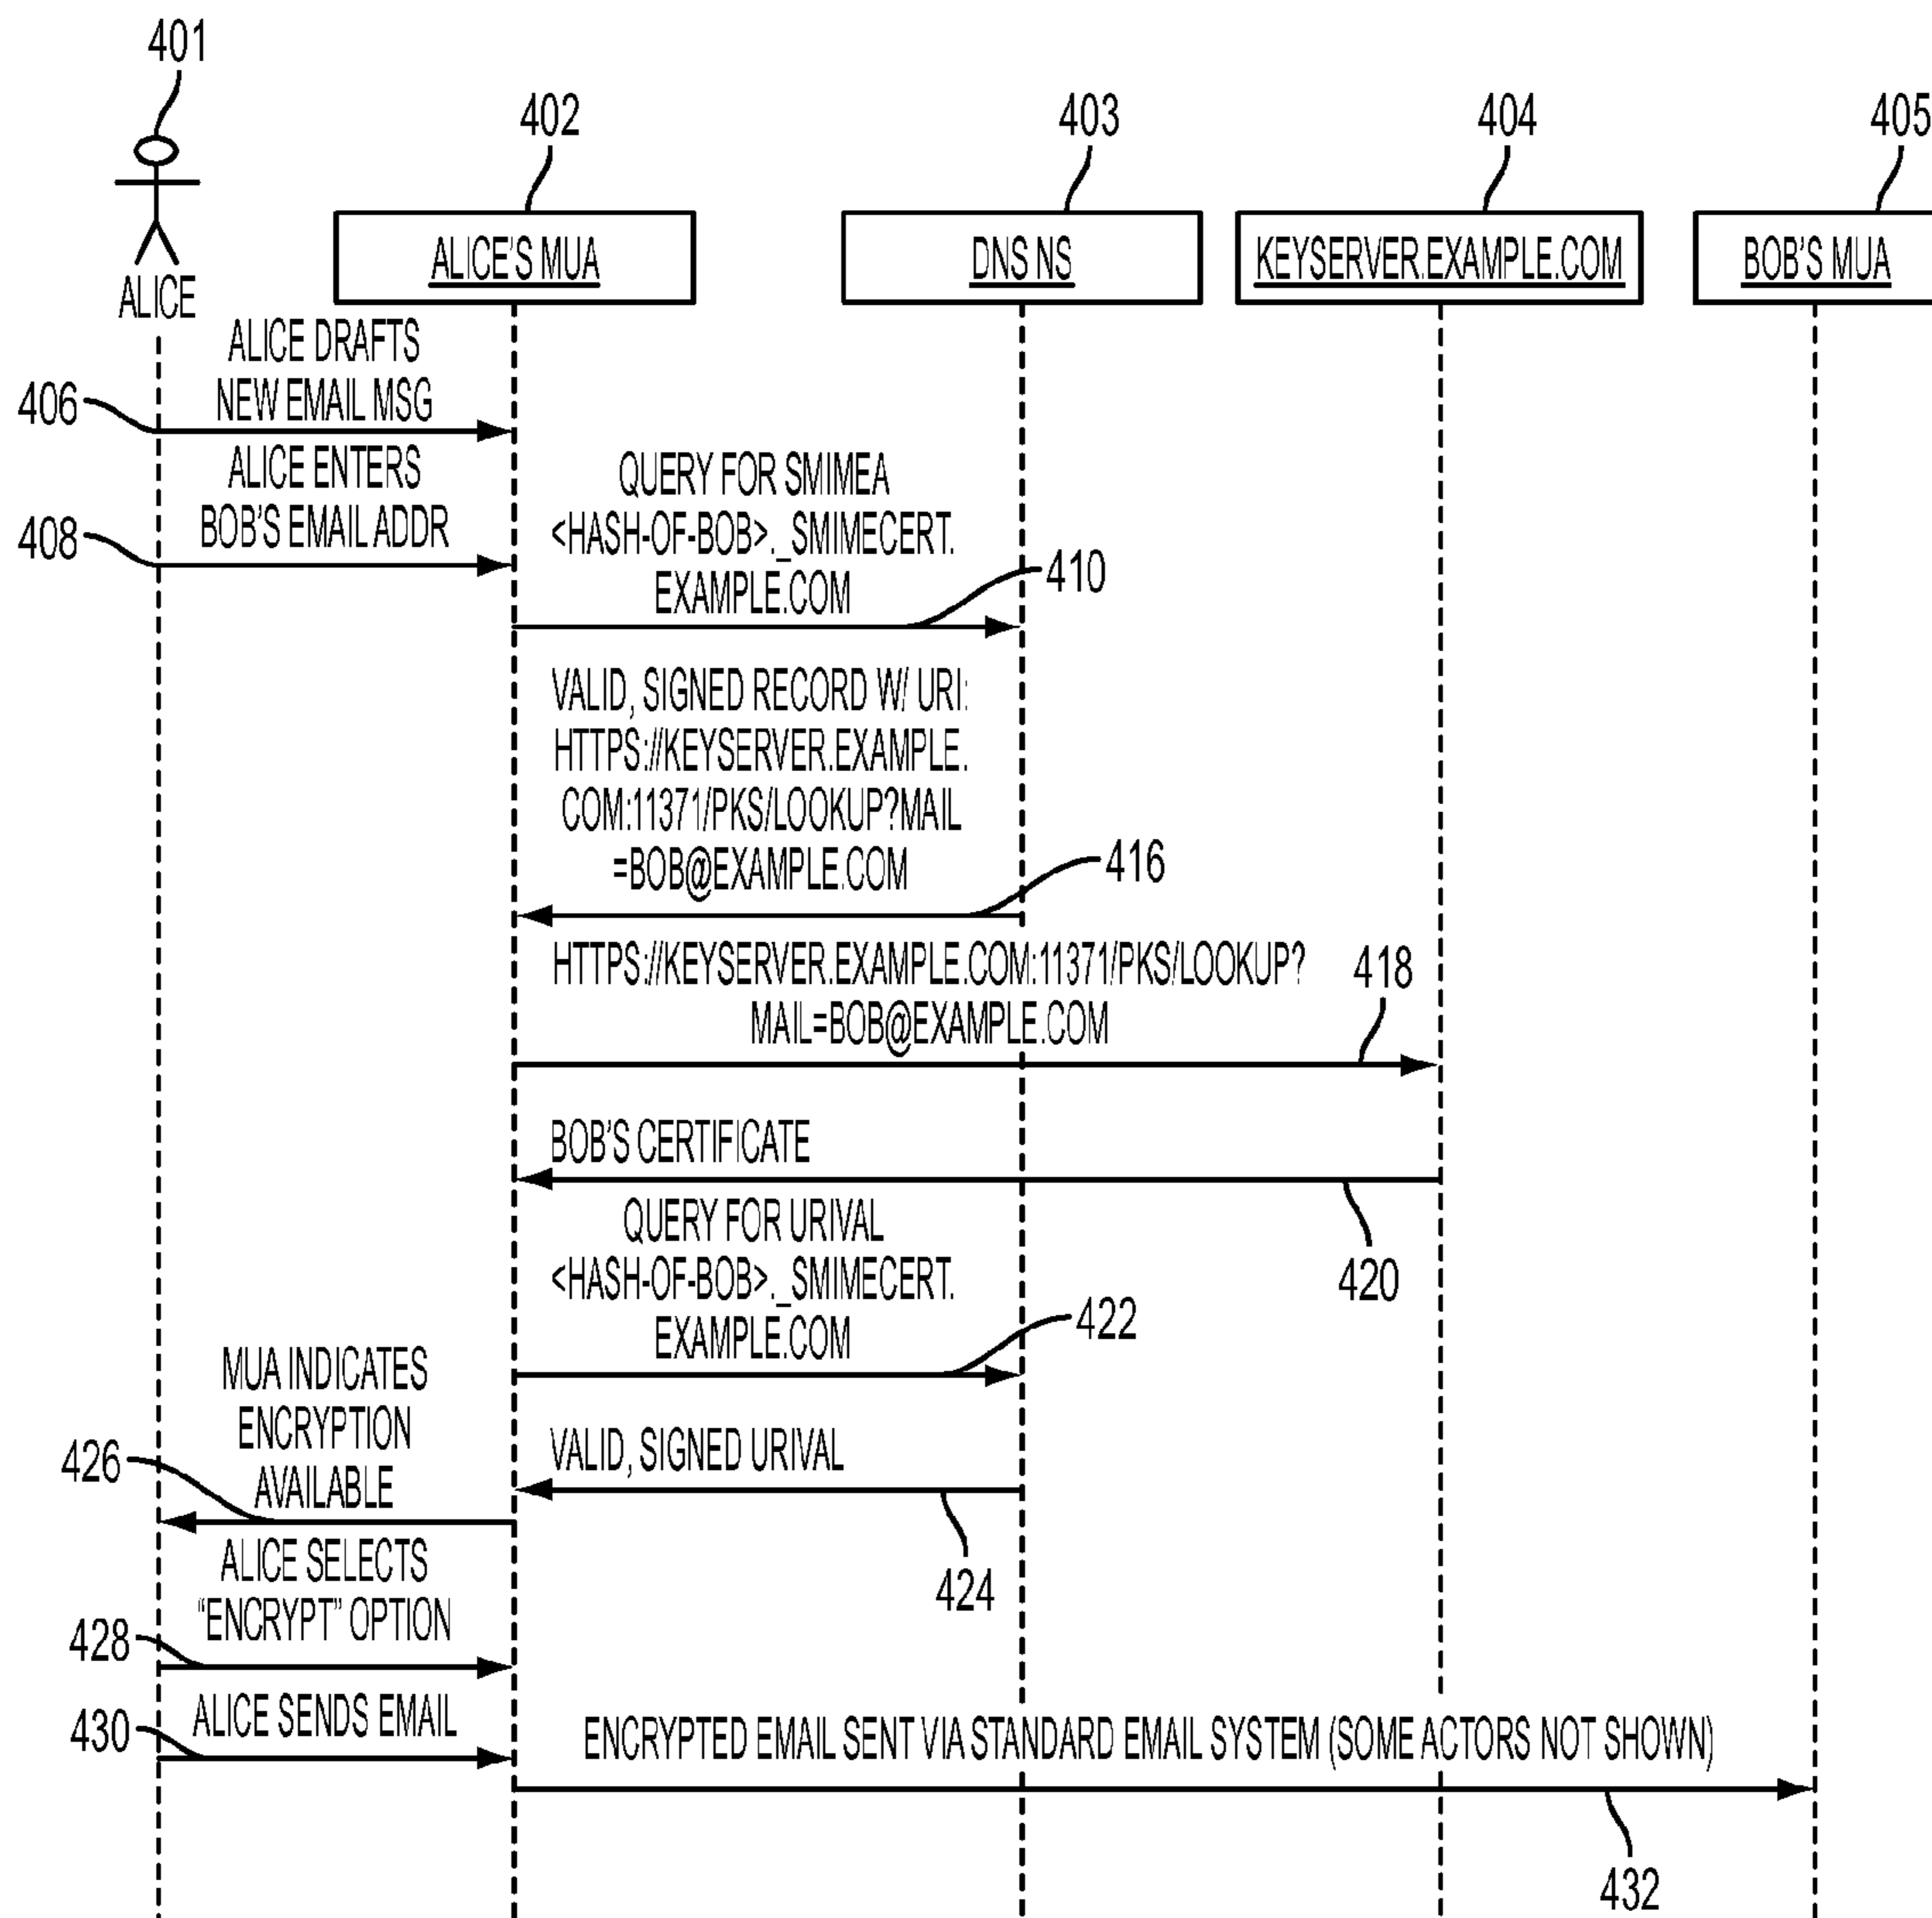 401
402
403
404
405
ALICE'S MUA
DNS NS
KEYSERVER.EXAMPLE.COM
BOB'S MUA
ALICE
ALICE DRAFTS
NEW EMAIL MSG
406
ALICE ENTERS
BOB'S EMAIL ADDR
408
QUERY FOR SMIMEA
<HASH-OF-BOB>._SMIMECERT.
EXAMPLE.COM
410
VALID, SIGNED RECORD W/ URI:
HTTPS://KEYSERVER.EXAMPLE.
COM:11371/PKS/LOOKUP?MAIL
=BOB@EXAMPLE.COM
416
HTTPS://KEYSERVER.EXAMPLE.COM:11371/PKS/LOOKUP?
MAIL=BOB@EXAMPLE.COM
418
BOB'S CERTIFICATE
420
QUERY FOR URIVAL
<HASH-OF-BOB>._SMIMECERT.
EXAMPLE.COM
422
VALID, SIGNED URIVAL
424
MUA INDICATES
ENCRYPTION
AVAILABLE
426
ALICE SELECTS
“ENCRYPT” OPTION
428
ALICE SENDS EMAIL
430
ENCRYPTED EMAIL SENT VIA STANDARD EMAIL SYSTEM (SOME ACTORS NOT SHOWN)
432